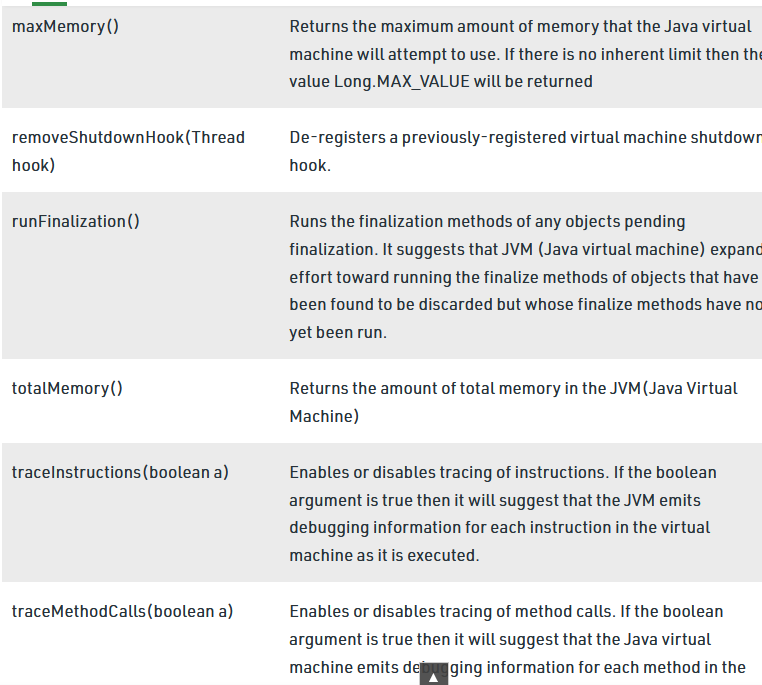 maxMemory()
Returns the maximum amount of memory that the Java virtual
machine will attempt to use. If there is no inherent limit then the
value Long.MAX_VALUE will be returned
removeShutdownHook(Thread
hook)
De-registers a previously-registered virtual machine shutdown
hook.
runFinalization()
Runs the finalization methods of any objects pending
finalization. It suggests that JVM (Java virtual machine) expand
effort toward running the finalize methods of objects that have
been found to be discarded but whose finalize methods have no
yet been run.
totalMemory()
Returns the amount of total memory in the JVM(Java Virtual
Machine)
traceInstructions(boolean a)
Enables or disables tracing of instructions. If the boolean
argument is true then it will suggest that the JVM emits
debugging information for each instruction in the virtual
machine as it is executed.
traceMethodCalls(boolean a)
Enables or disables tracing of method calls. If the boolean
argument is true then it will suggest that the Java virtual
machine emits debugging information for each method in the